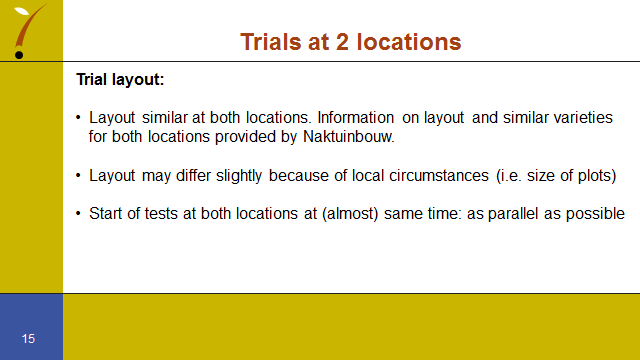 Trials at 2 locations
Trial layout:
• Layout similar at both locations. Information on layout and similar varieties
for both locations provided by Naktuinbouw.
• Layout may differ slightly because of local circumstances (i.e. size of plots)
• Start of tests at both locations at (almost) same time: as parallel as possible
15